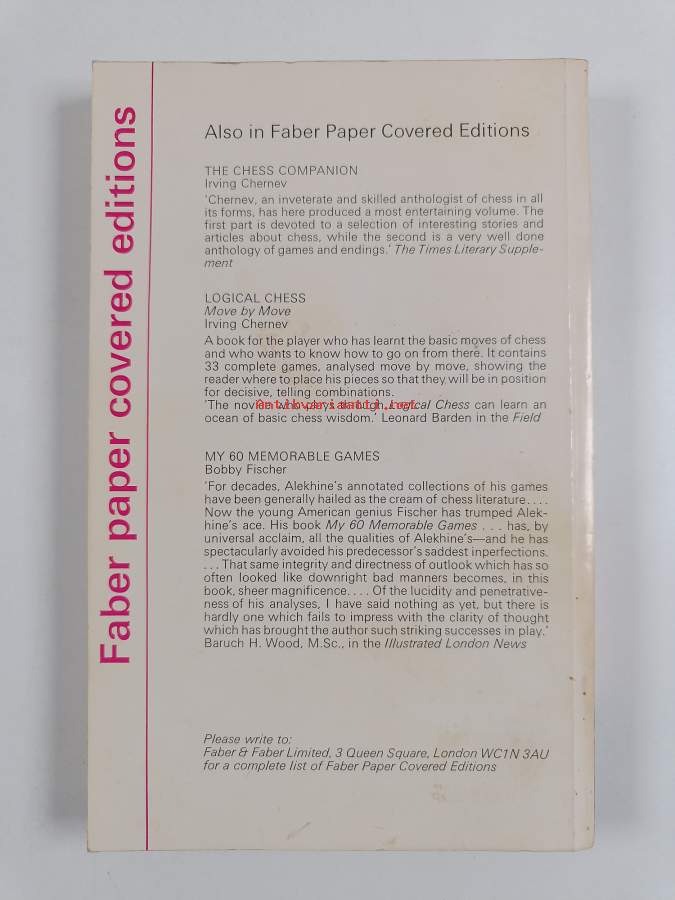 Faber paper covered editions
Also in Faber Paper Covered Editions
THE CHESS COMPANION
Irving Chernev
'Chernev, an inveterate and skilled anthologist of chess in all
its forms, has here produced a most entertaining volume. The
first part is devoted to a selection of interesting stories and
articles about chess, while the second is a very well done
anthology of games and endings.' The Times Literary Supple-
ment
LOGICAL CHESS
Move by Move
Irving Chernev
A book for the player who has learnt the basic moves of chess
and who wants to know how to go on from there. It contains
33 complete games, analysed move by move, showing the
reader where to place his pieces so that they will be in position
for decisive, telling combinations.
'The novice who plays through Logical Chess can learn an
Antikvariaatti.net
ocean of basic chess wisdom.' Leonard Barden in the Field
MY 60 MEMORABLE GAMES
Bobby Fischer
'For decades, Alekhine's annotated collections of his games
have been generally hailed as the cream of chess literature. . . .
Now the young American genius Fischer has trumped Alek-
hine's ace. His book My 60 Memorable Games . . . has, by
universal acclaim, all the qualities of Alekhine's—and he has
spectacularly avoided his predecessor's saddest inperfections.
. . . That same integrity and directness of outlook which has so
often looked like downright bad manners becomes, in this
book, sheer magnificence. . . . Of the lucidity and penetrative-
ness of his analyses, I have said nothing as yet, but there is
hardly one which fails to impress with the clarity of thought
which has brought the author such striking successes in play.'
Baruch H. Wood, M.Sc., in the Illustrated London News
Please write to:
Faber & Faber Limited, 3 Queen Square, London WC1N 3AU
for a complete list of Faber Paper Covered Editions